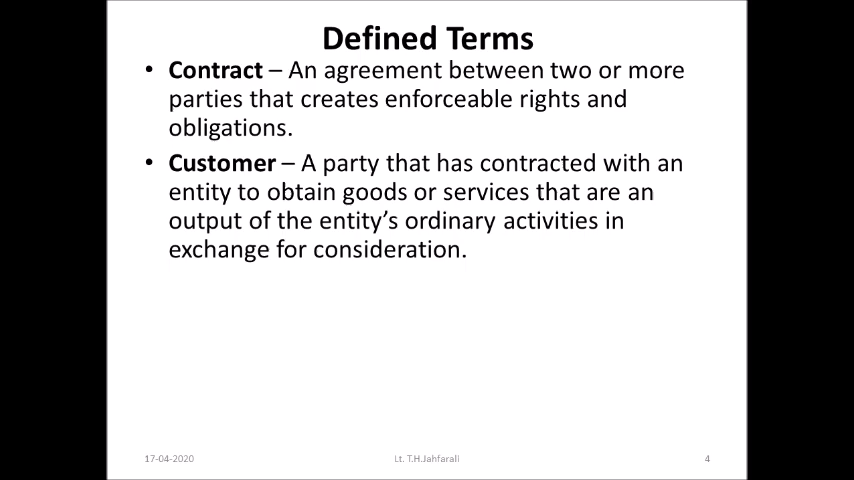 Defined Terms
• Contract – An agreement between two or more
parties that creates enforceable rights and
obligations.
• Customer – A party that has contracted with an
entity to obtain goods or services that are an
output of the entity’s ordinary activities in
exchange for consideration.
17-04-2020
Lt. T.H.Jahfarali
4